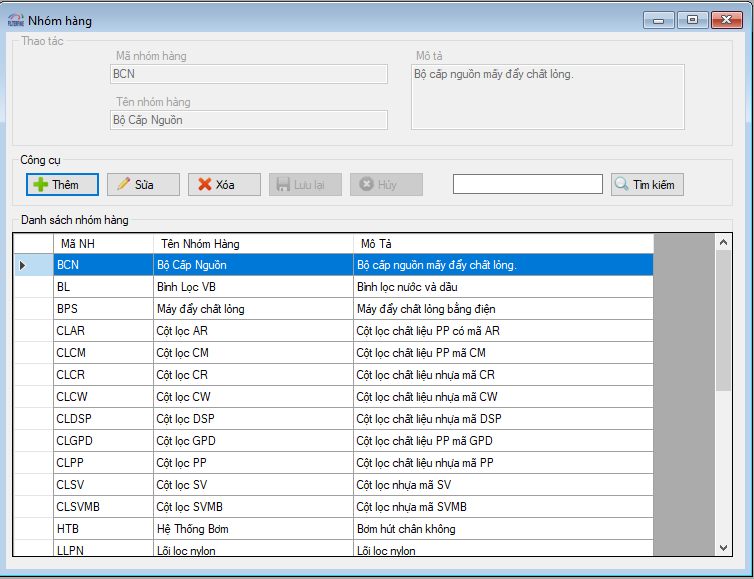 FILTERFINE
Nhóm hàng
Thao tác
Mã nhóm hàng
Mô tả
BCN
Bộ cấp nguồn mấy đẩy chất lỏng.
Tên nhóm hàng
Bộ Cấp Nguồn
Công cụ
Thêm Sửa Xóa Lưu lại Hủy Tìm kiếm
Danh sách nhóm hàng
Mã NH Tên Nhóm Hàng Mô Tả
BCN Bộ Cấp Nguồn Bộ cấp nguồn mấy đẩy chất lỏng.
BL Bình Lọc VB Bình lọc nước và dầu
BPS Máy đẩy chất lỏng Máy đẩy chất lỏng bằng điện
CLAR Cột lọc AR Cột lọc chất liệu PP có mã AR
CLCM Cột lọc CM Cột lọc chất liệu PP mã CM
CLCR Cột lọc CR Cột lọc chất liệu nhựa mã CR
CLCW Cột lọc CW Cột lọc chất liệu nhựa mã CW
CLDSP Cột lọc DSP Cột lọc chất liệu nhựa mã DSP
CLGPD Cột lọc GPD Cột lọc chất liệu PP mã GPD
CLPP Cột lọc PP Cột lọc chất liệu nhựa mã PP
CLSV Cột lọc SV Cột lọc nhựa mã SV
CLSVMB Cột lọc SVMB Cột lọc nhựa mã SVMB
HTB Hệ Thống Bơm Bơm hút chân không
LLPN Lõi lọc nylon Lõi lọc nylon